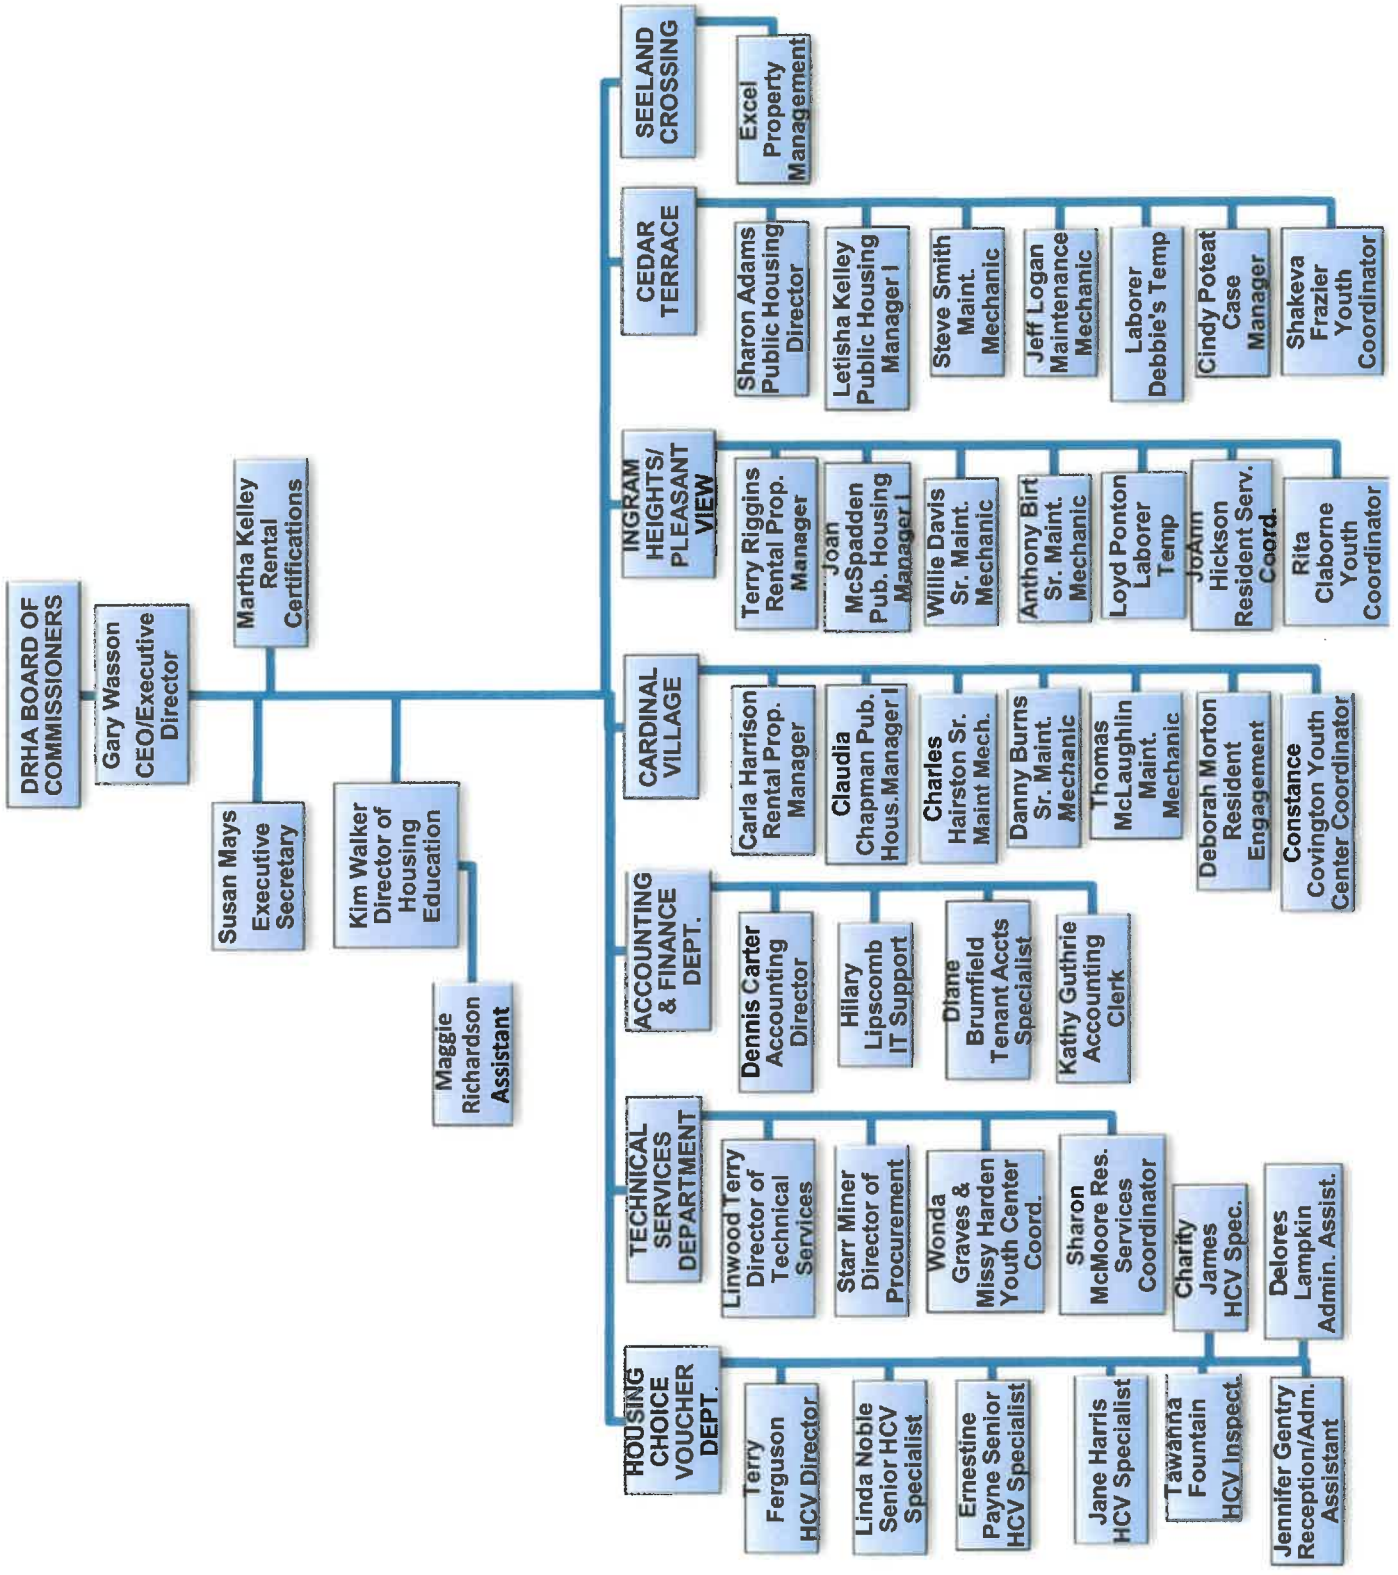 DRHA BOARD OF
COMMISSIONERS
Gary Wasson
CEO/Executive
Director
Martha Kelley
Rental
Certifications
Susan Mays
Executive
Secretary
Kim Walker
Director of
Housing
Education
Maggie
Richardson
Assistant
HOUSING
CHOICE
VOUCHER
DEPT.
Terry
Ferguson
HCV Director
Linda Noble
Senior HCV
Specialist
Ernestine
Payne Senior
HCV Specialist
Jane Harris
HCV Specialist
Charity
James
HCV Spec.
Tawanna
Fountain
HCV Inspect.
Delores
Lampkin
Admin. Assist.
Jennifer Gentry
Reception/Adm.
Assistant
TECHNICAL
SERVICES
DEPARTMENT
Linwood Terry
Director of
Technical
Services
Starr Miner
Director of
Procurement
Wonda
Graves &
Missy Harden
Youth Center
Coord.
Sharon
McMoore Res.
Services
Coordinator
ACCOUNTING
& FINANCE
DEPT.
Dennis Carter
Accounting
Director
Hilary
Lipscomb
IT Support
Diane
Brumfield
Tenant Accts
Specialist
Kathy Guthrie
Accounting
Clerk
CARDINAL
VILLAGE
Carla Harrison
Rental Prop.
Manager
Claudia
Chapman Pub.
Hous.Manager I
Charles
Hairston Sr.
Maint Mech.
Danny Burns
Sr. Maint.
Mechanic
Thomas
McLaughlin
Maint.
Mechanic
Deborah Morton
Resident
Engagement
Constance
Covington Youth
Center Coordinator
INGRAM
HEIGHTS/
PLEASANT
VIEW
Terry Riggins
Rental Prop.
Manager
Joan
McSpadden
Pub. Housing
Manager I
Willie Davis
Sr. Maint.
Mechanic
Anthony Birt
Sr. Maint.
Mechanic
Loyd Ponton
Laborer
Temp
JoAnn
Hickson
Resident Serv.
Coord.
Rita
Claborne
Youth
Coordinator
CEDAR
TERRACE
Sharon Adams
Public Housing
Director
Letisha Kelley
Public Housing
Manager I
Steve Smith
Maint.
Mechanic
Jeff Logan
Maintenance
Mechanic
Laborer
Debbie's Temp
Cindy Poteat
Case
Manager
Shakeva
Frazier
Youth
Coordinator
SEELAND
CROSSING
Excel
Property
Management